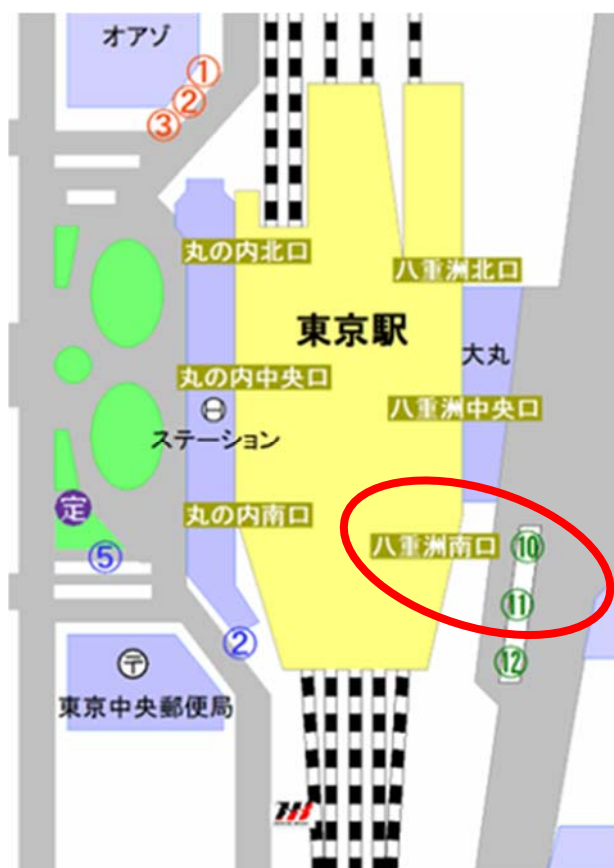 オアゾ
①
②
③
丸の内北口
八重洲北口
東京駅
大丸
丸の内中央口
八重洲中央口
ステーション
定
丸の内南口
八重洲南口
⑩
⑤
⑪
②
⑫
〒
東京中央郵便局